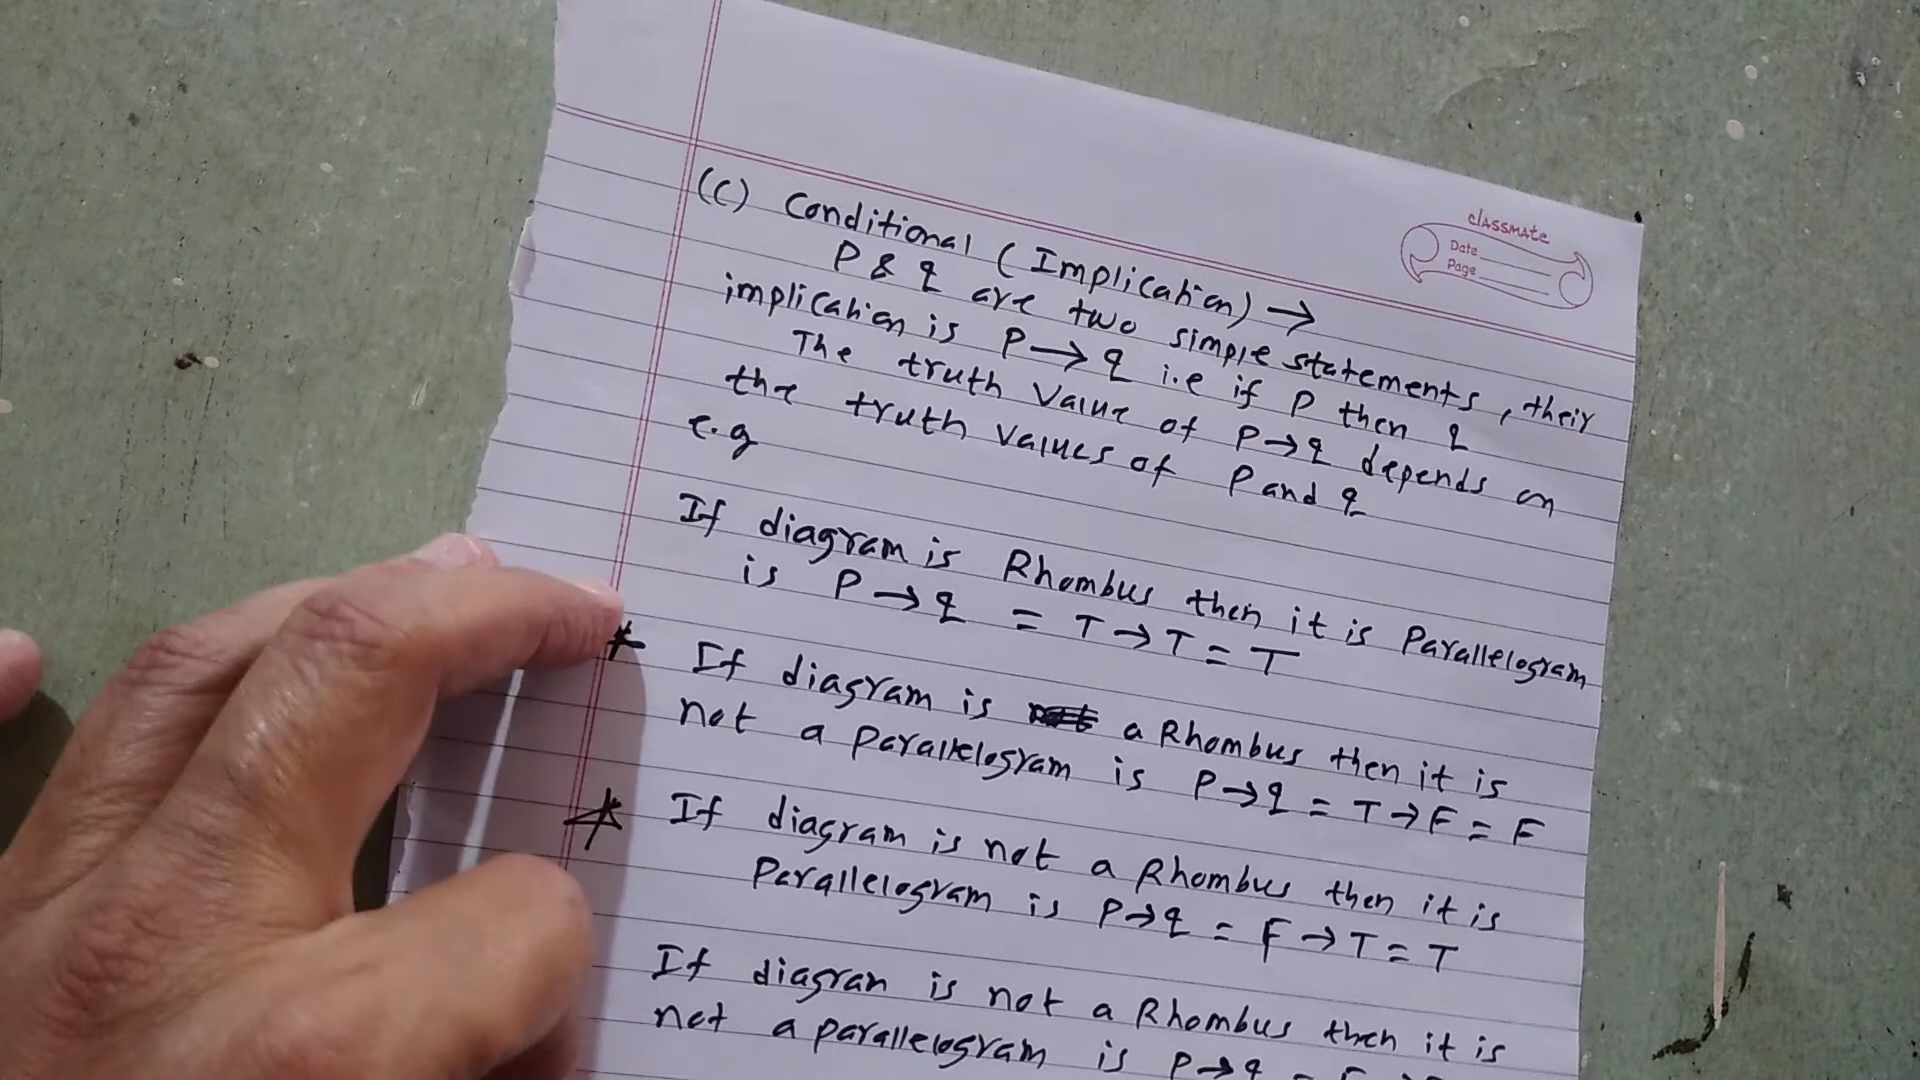 classmate
Date
Page
(C) Conditional (Implication) →
P & q are two simple statements, their
implication is P → q i.e if P then q
The truth value of P → q depends on
the truth values of P and q
e.g
If diagram is Rhombus then it is Parallelogram
is P → q = T → T = T
* If diagram is a Rhombus then it is
not a parallelogram is P → q = T → F = F
* If diagram is not a Rhombus then it is
Parallelogram is P → q = F → T = T
If diagram is not a Rhombus then it is
not a parallelogram is P → q =